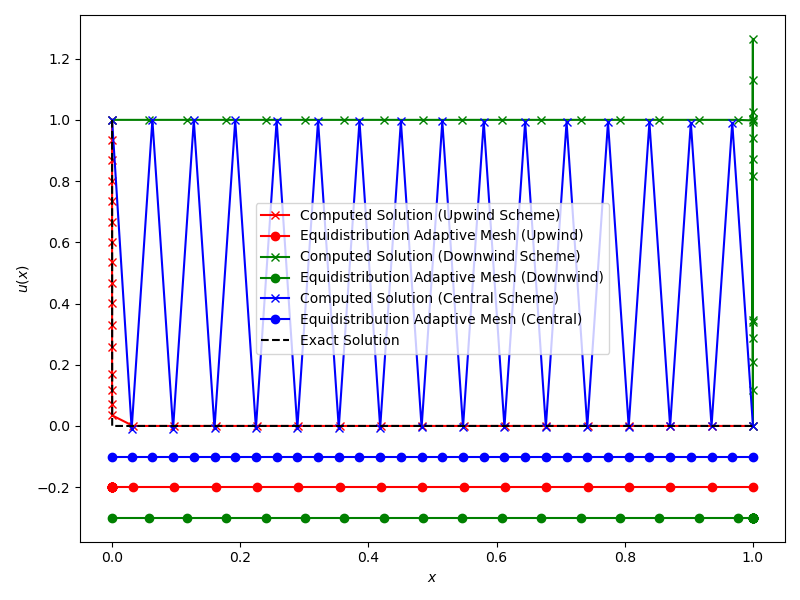 1.2
1.0
0.8
0.6
0.4
0.2
0.0
−0.2
u(x)
Computed Solution (Upwind Scheme)
Equidistribution Adaptive Mesh (Upwind)
Computed Solution (Downwind Scheme)
Equidistribution Adaptive Mesh (Downwind)
Computed Solution (Central Scheme)
Equidistribution Adaptive Mesh (Central)
Exact Solution
0.0 0.2 0.4 0.6 0.8 1.0
x